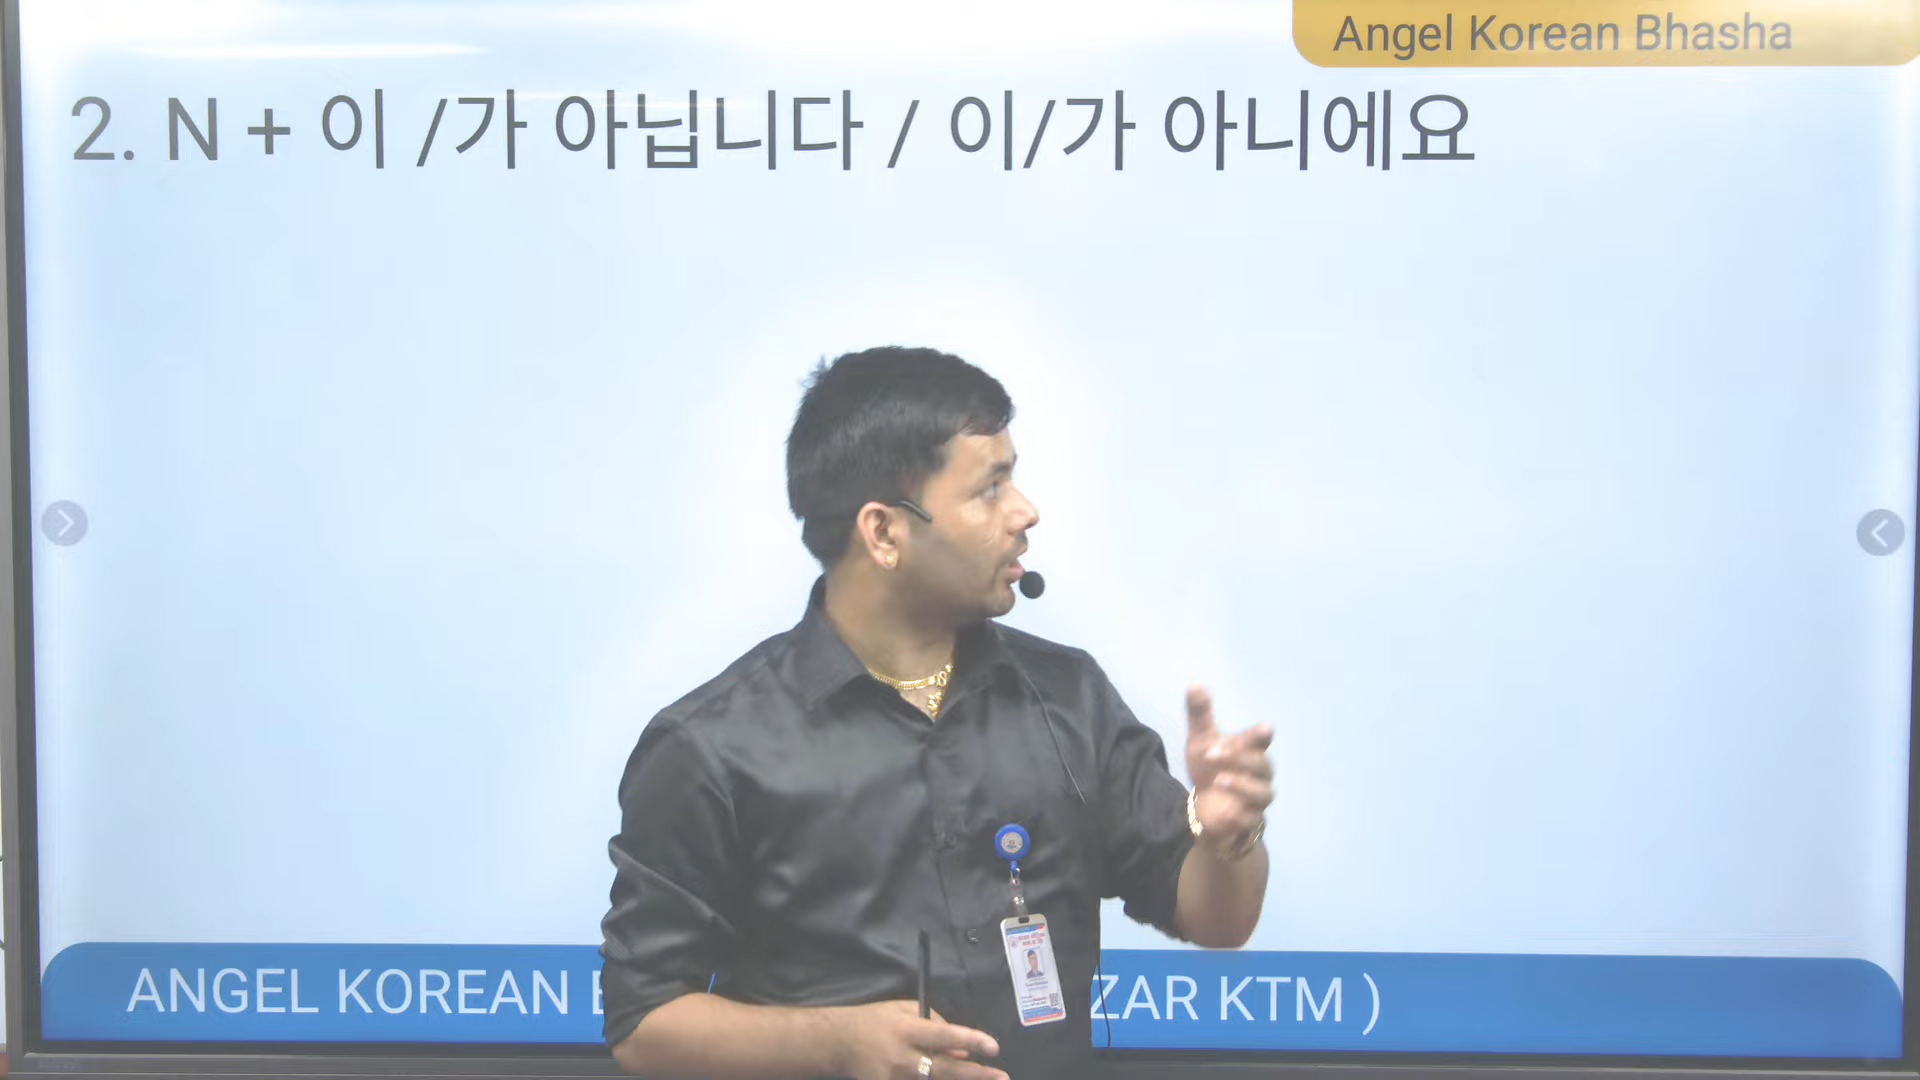 Angel Korean Bhasha
2. N + 이 /가 아닙니다 / 이/가 아니에요
ANGEL KOREAN
ZAR KTM )